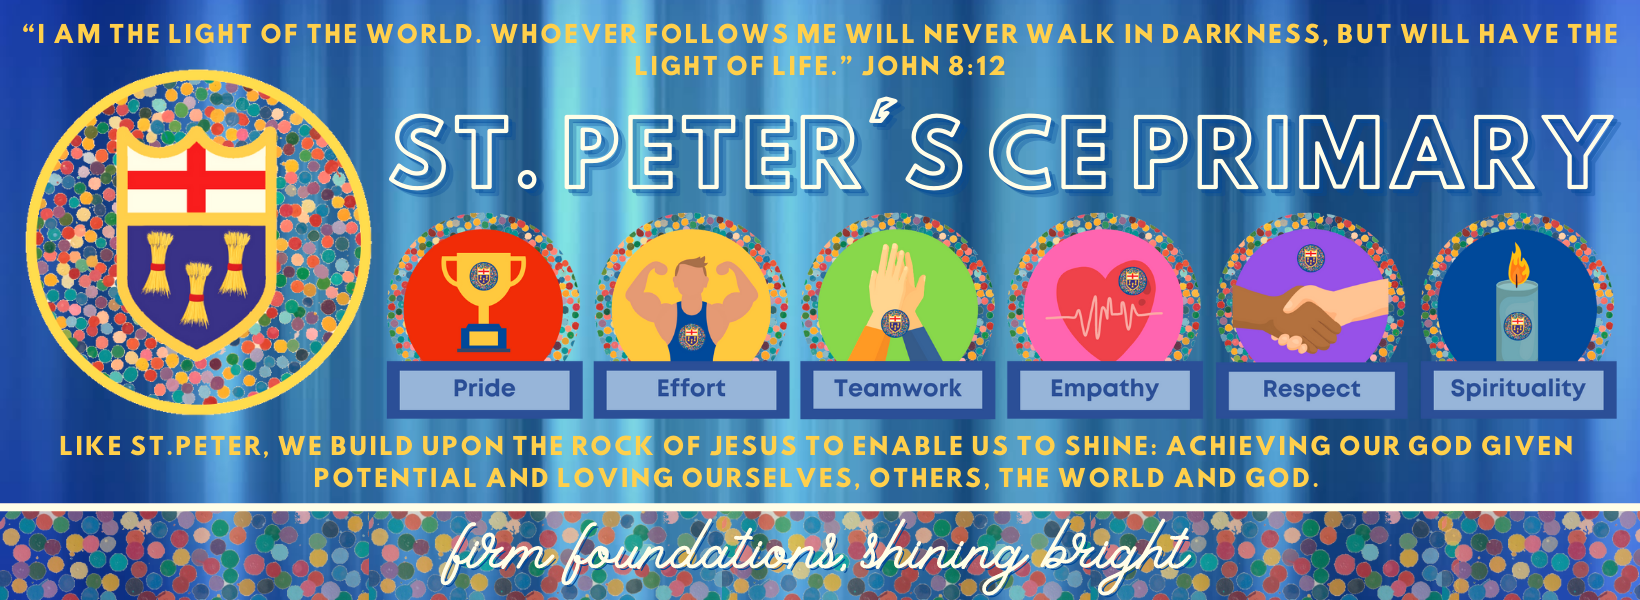 “I AM THE LIGHT OF THE WORLD. WHOEVER FOLLOWS ME WILL NEVER WALK IN DARKNESS, BUT WILL HAVE THE
LIGHT OF LIFE.” JOHN 8:12
ST. PETER'S CE PRIMARY
Pride
Effort
Teamwork
Empathy
Respect
Spirituality
LIKE ST.PETER, WE BUILD UPON THE ROCK OF JESUS TO ENABLE US TO SHINE: ACHIEVING OUR GOD GIVEN
POTENTIAL AND LOVING OURSELVES, OTHERS, THE WORLD AND GOD.
firm foundations, shining bright